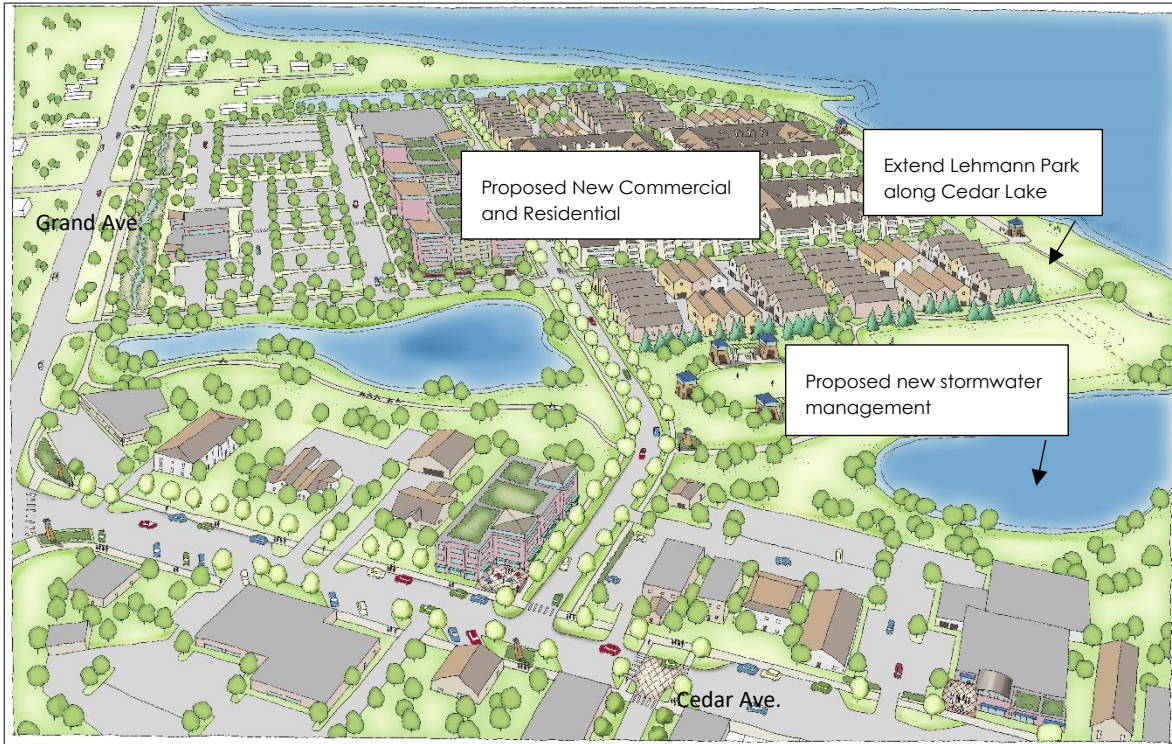 Extend Lehmann Park
along Cedar Lake
Proposed New Commercial
and Residential
Grand Ave.
Proposed new stormwater
management
Cedar Ave.